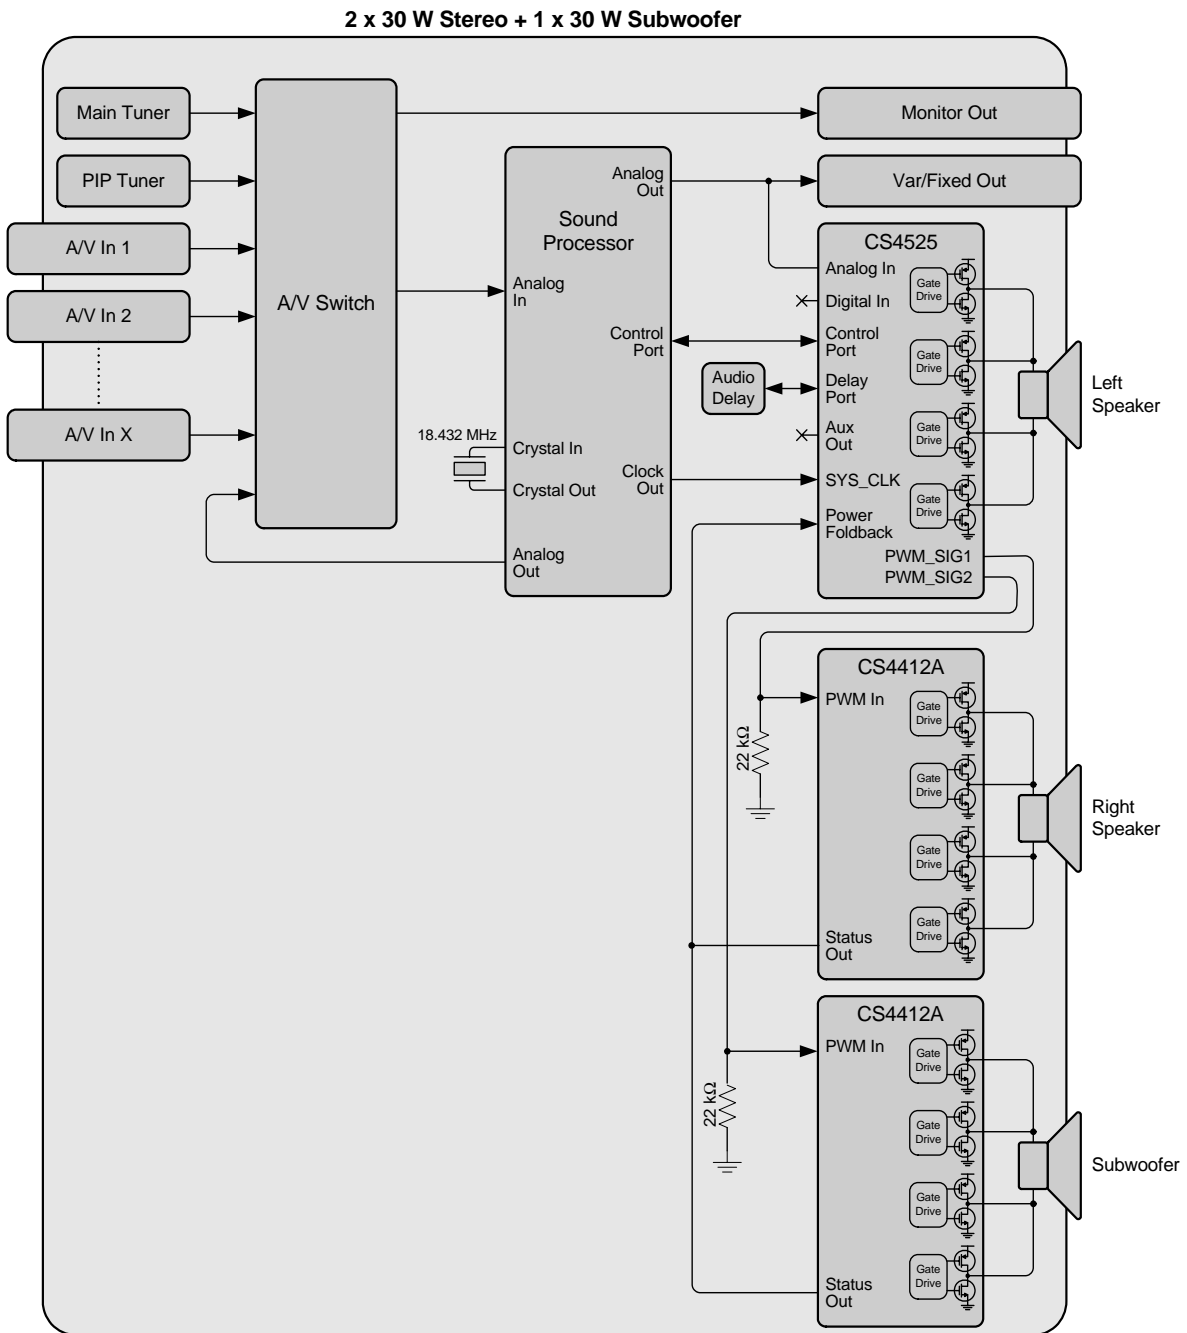 2 x 30 W Stereo + 1 x 30 W Subwoofer
Main Tuner
PIP Tuner
A/V In 1
A/V In 2
A/V In X
A/V Switch
Monitor Out
Var/Fixed Out
Sound
Processor
Analog
Out
Analog
In
Control
Port
18.432 MHz
Crystal In
Crystal Out
Clock
Out
Analog
Out
Audio
Delay
CS4525
Analog In
Digital In
Control
Port
Delay
Port
Aux
Out
SYS_CLK
Power
Foldback
PWM_SIG1
PWM_SIG2
Gate
Drive
Gate
Drive
Gate
Drive
Gate
Drive
Left
Speaker
CS4412A
PWM In
22 kΩ
Gate
Drive
Gate
Drive
Gate
Drive
Gate
Drive
Status
Out
Right
Speaker
CS4412A
PWM In
22 kΩ
Gate
Drive
Gate
Drive
Gate
Drive
Gate
Drive
Status
Out
Subwoofer